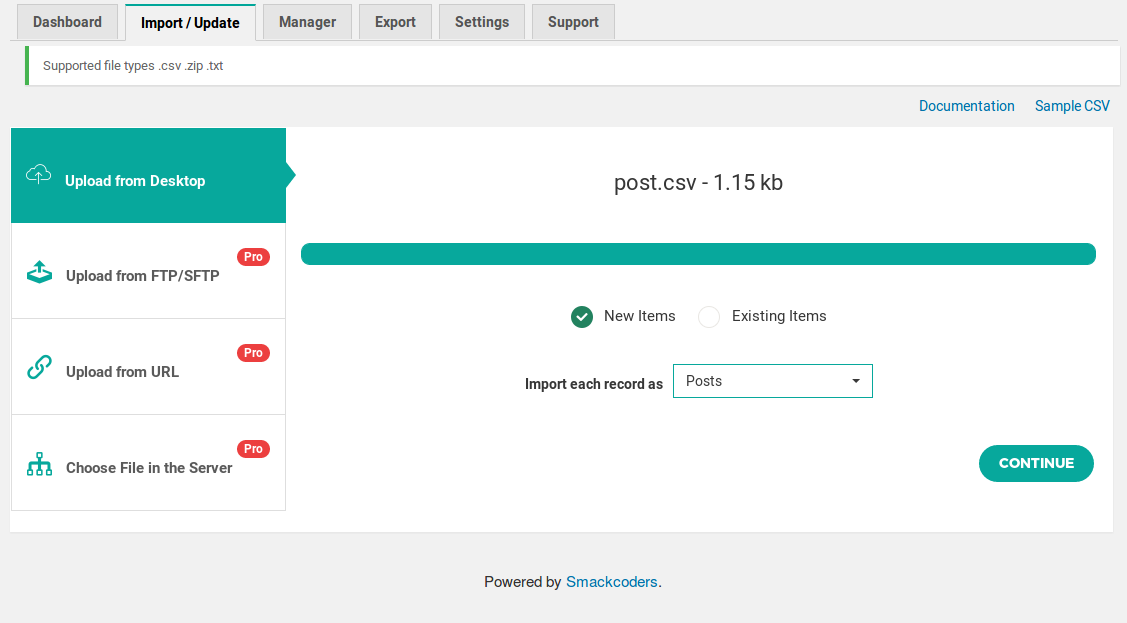 Dashboard Import / Update Manager Export Settings Support
Supported file types .csv .zip .txt
Documentation Sample CSV
Upload from Desktop
Pro
Upload from FTP/SFTP
Pro
Upload from URL
Pro
Choose File in the Server
post.csv - 1.15 kb
New Items Existing Items
Import each record as Posts
CONTINUE
Powered by Smackcoders.